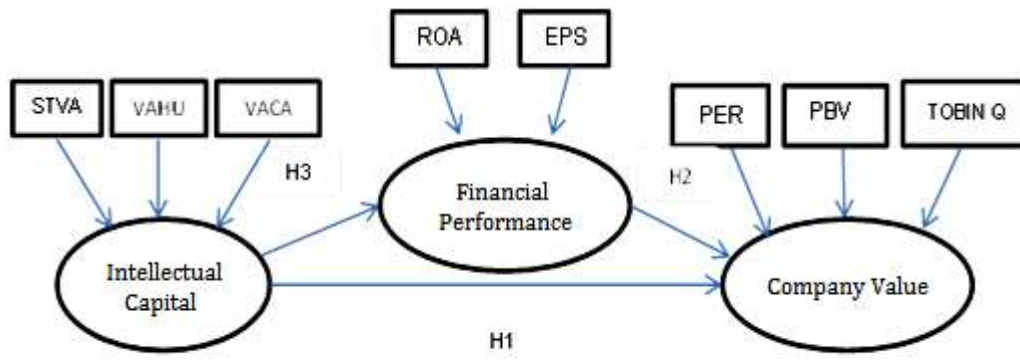 ROA
EPS
STVA
VAHU
VACA
PER
PBV
TOBIN Q
H3
H2
Financial
Performance
Intellectual
Capital
Company Value
H1